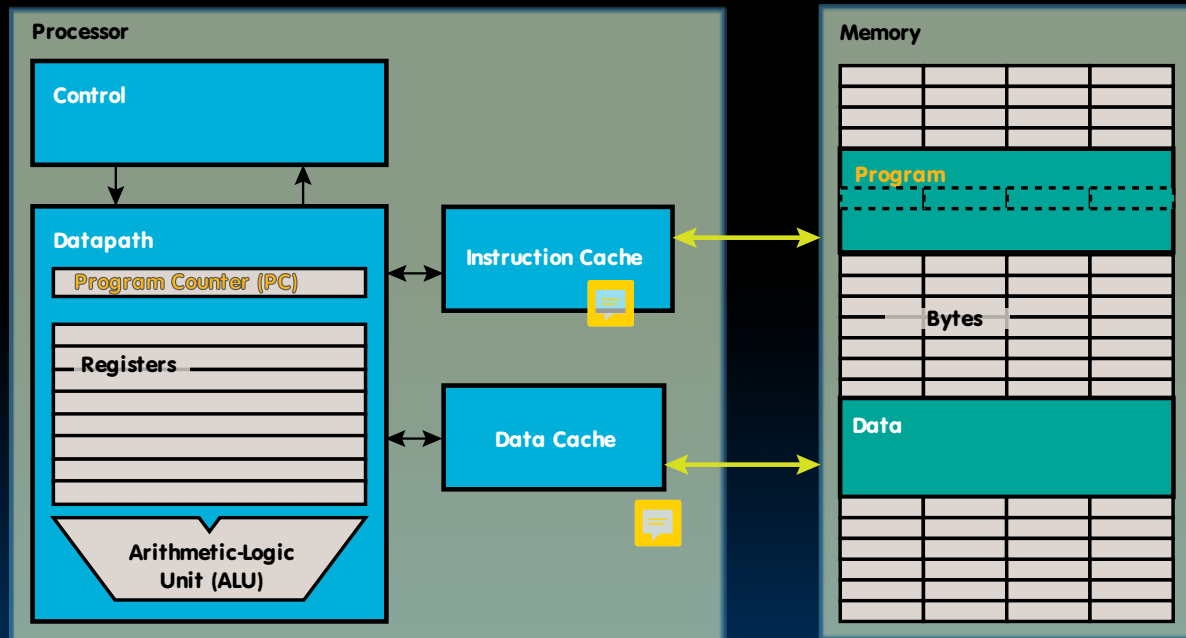 Processor
Control
Datapath
Program Counter (PC)
Registers
Arithmetic-Logic
Unit (ALU)
Instruction Cache
Data Cache
Memory
Program
Bytes
Data